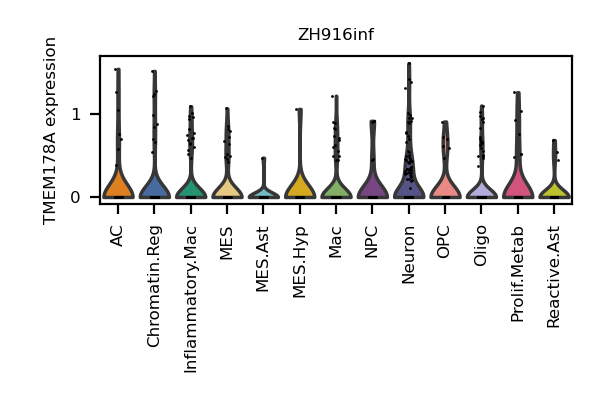 ZH916inf
TMEM178A expression
1
0
AC
Chromatin.Reg
Inflammatory.Mac
MES
MES.Ast
MES.Hyp
Mac
NPC
Neuron
OPC
Oligo
Prolif.Metab
Reactive.Ast